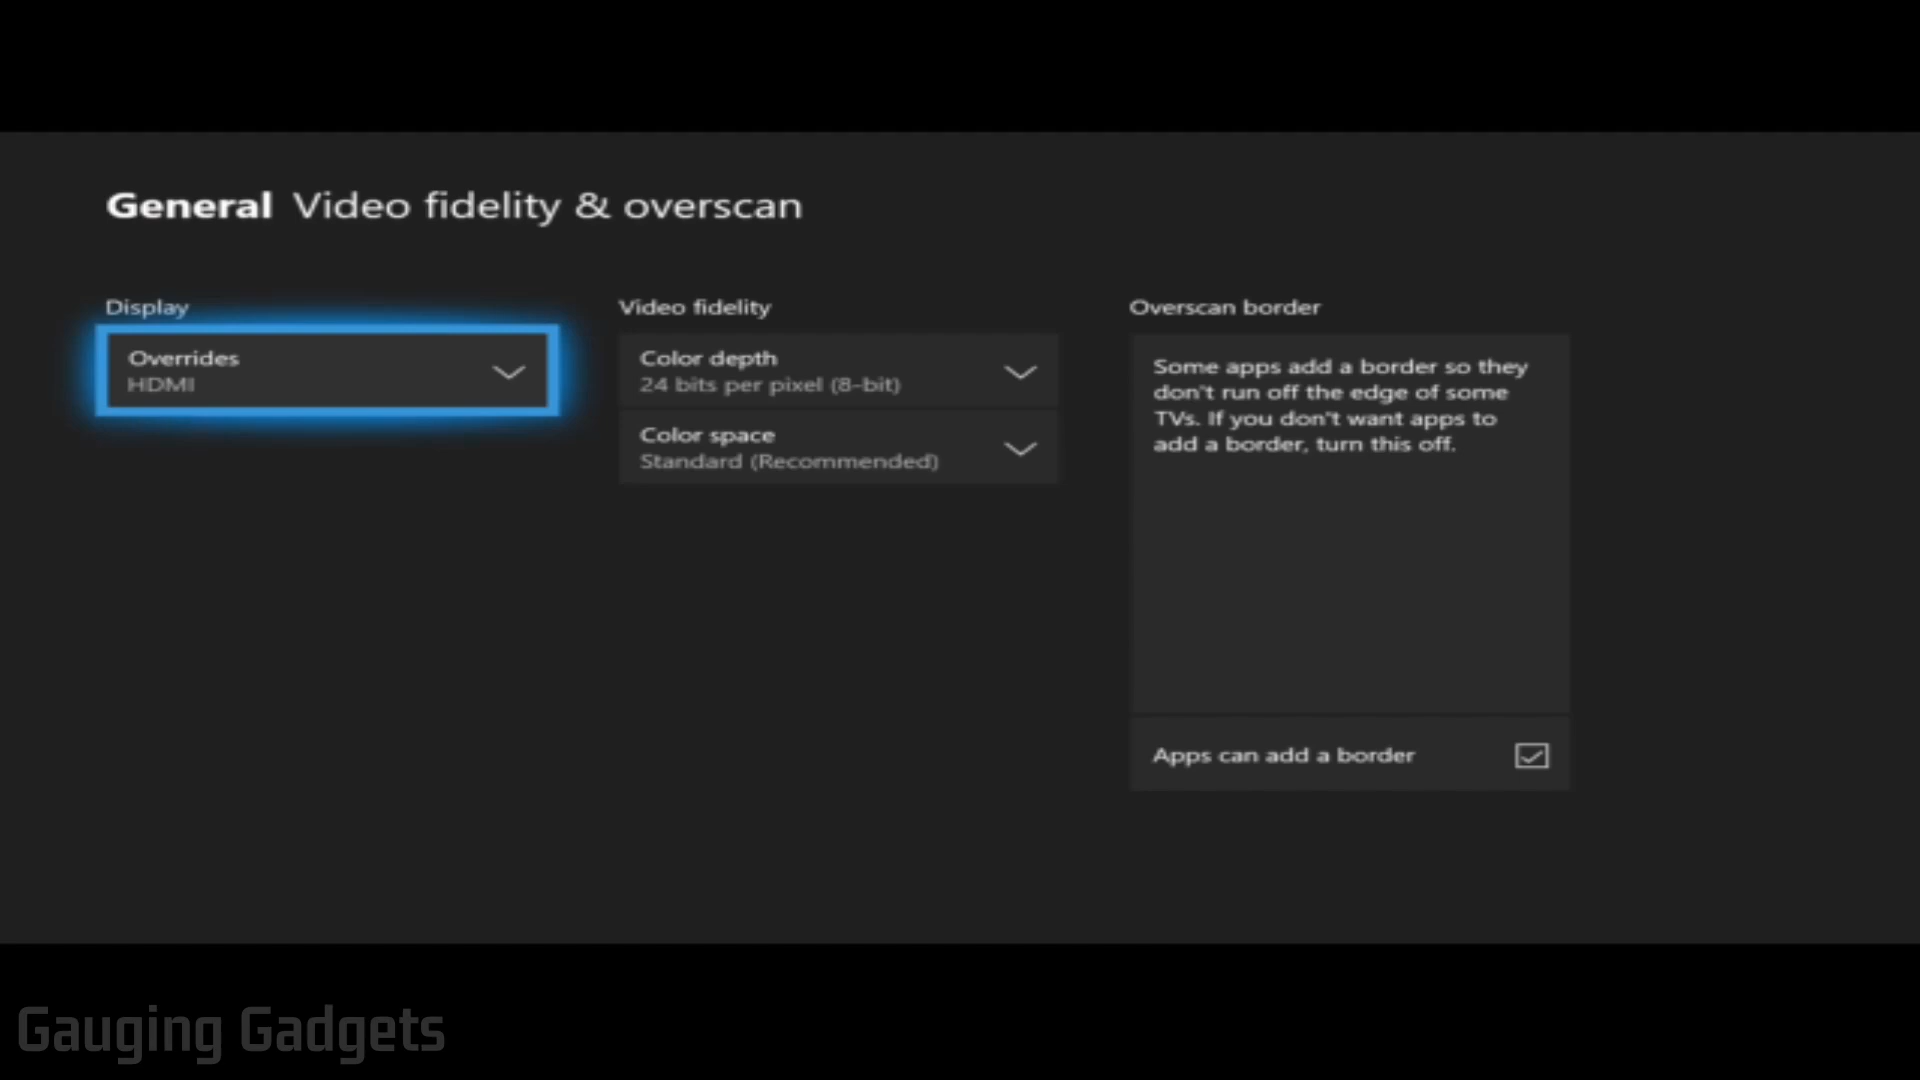 General Video fidelity & overscan
Display
Overrides
HDMI
Video fidelity
Color depth
24 bits per pixel (8-bit)
Color space
Standard (Recommended)
Overscan border
Some apps add a border so they
don't run off the edge of some
TVs. If you don't want apps to
add a border, turn this off.
Apps can add a border
Gauging Gadgets